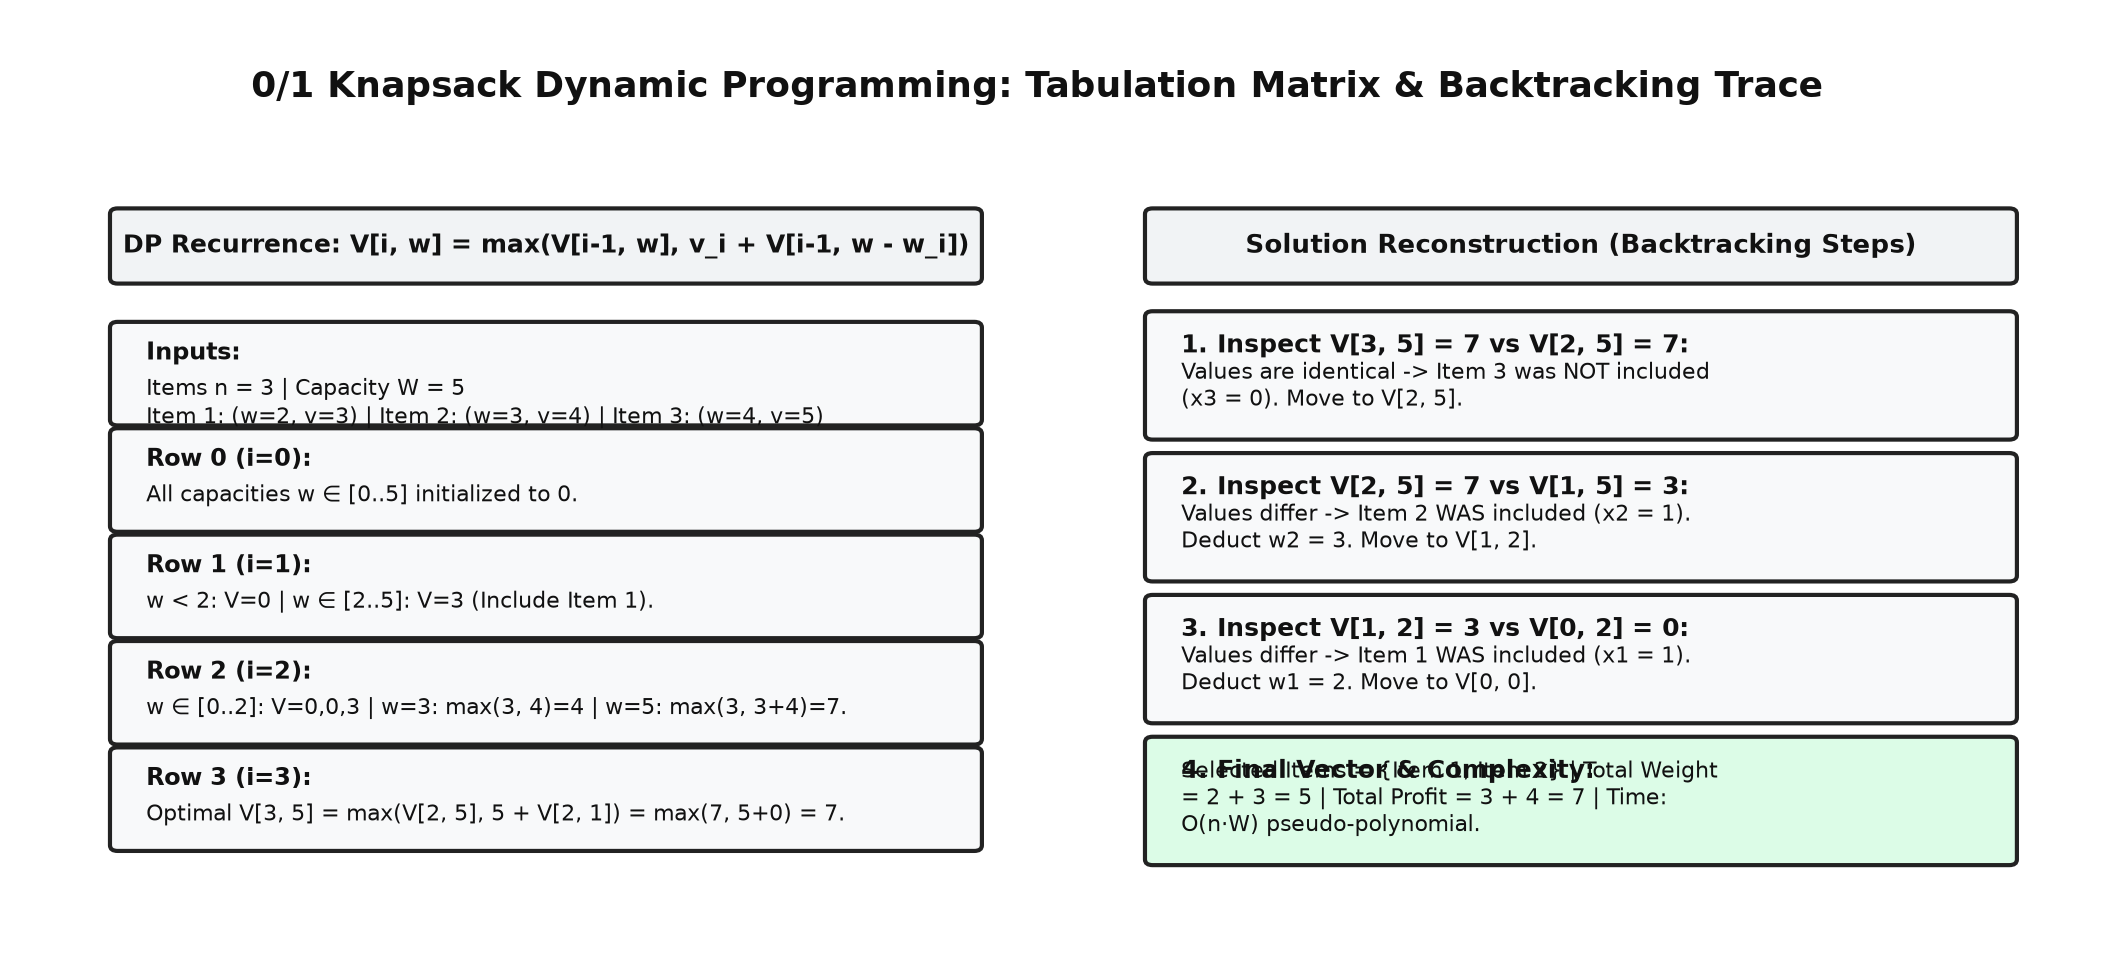 0/1 Knapsack Dynamic Programming: Tabulation Matrix & Backtracking Trace
DP Recurrence: V[i, w] = max(V[i-1, w], v_i + V[i-1, w - w_i])
Inputs:
Items n = 3 | Capacity W = 5
Item 1: (w=2, v=3) | Item 2: (w=3, v=4) | Item 3: (w=4, v=5)
Row 0 (i=0):
All capacities w ∈ [0..5] initialized to 0.
Row 1 (i=1):
w < 2: V=0 | w ∈ [2..5]: V=3 (Include Item 1).
Row 2 (i=2):
w ∈ [0..2]: V=0,0,3 | w=3: max(3, 4)=4 | w=5: max(3, 3+4)=7.
Row 3 (i=3):
Optimal V[3, 5] = max(V[2, 5], 5 + V[2, 1]) = max(7, 5+0) = 7.
Solution Reconstruction (Backtracking Steps)
1. Inspect V[3, 5] = 7 vs V[2, 5] = 7:
Values are identical -> Item 3 was NOT included
(x3 = 0). Move to V[2, 5].
2. Inspect V[2, 5] = 7 vs V[1, 5] = 3:
Values differ -> Item 2 WAS included (x2 = 1).
Deduct w2 = 3. Move to V[1, 2].
3. Inspect V[1, 2] = 3 vs V[0, 2] = 0:
Values differ -> Item 1 WAS included (x1 = 1).
Deduct w1 = 2. Move to V[0, 0].
4. Final Vector & Complexity:
Selected Items Total Weight
= 2 + 3 = 5 | Total Profit = 3 + 4 = 7 | Time:
O(n·W) pseudo-polynomial.